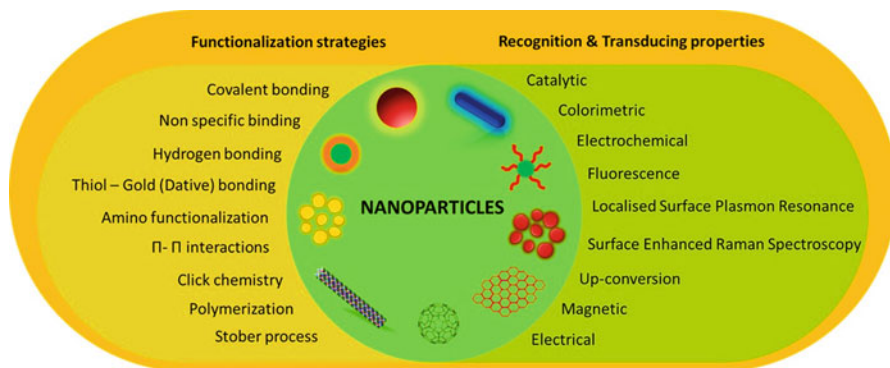 Functionalization strategies
Covalent bonding
Non specific binding
Hydrogen bonding
Thiol – Gold (Dative) bonding
Amino functionalization
Π- Π interactions
Click chemistry
Polymerization
Stober process
NANOPARTICLES
Recognition & Transducing properties
Catalytic
Colorimetric
Electrochemical
Fluorescence
Localised Surface Plasmon Resonance
Surface Enhanced Raman Spectroscopy
Up-conversion
Magnetic
Electrical